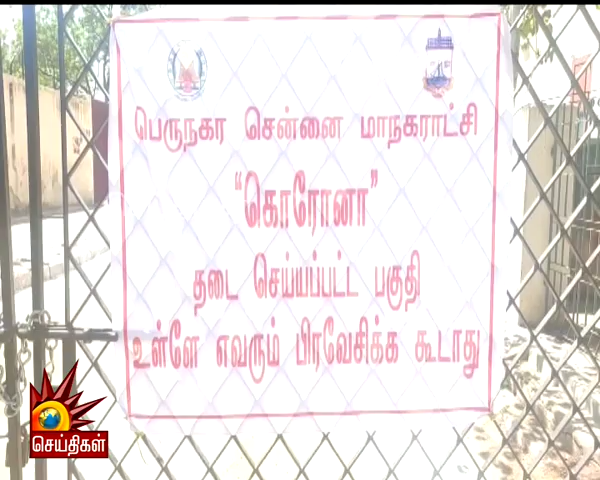 பெருநகர சென்னை மாநகராட்சி
“கொரோனா”
தடை செய்யப்பட்ட பகுதி
உள்ளே எவரும் பிரவேசிக்க கூடாது
செய்திகள்